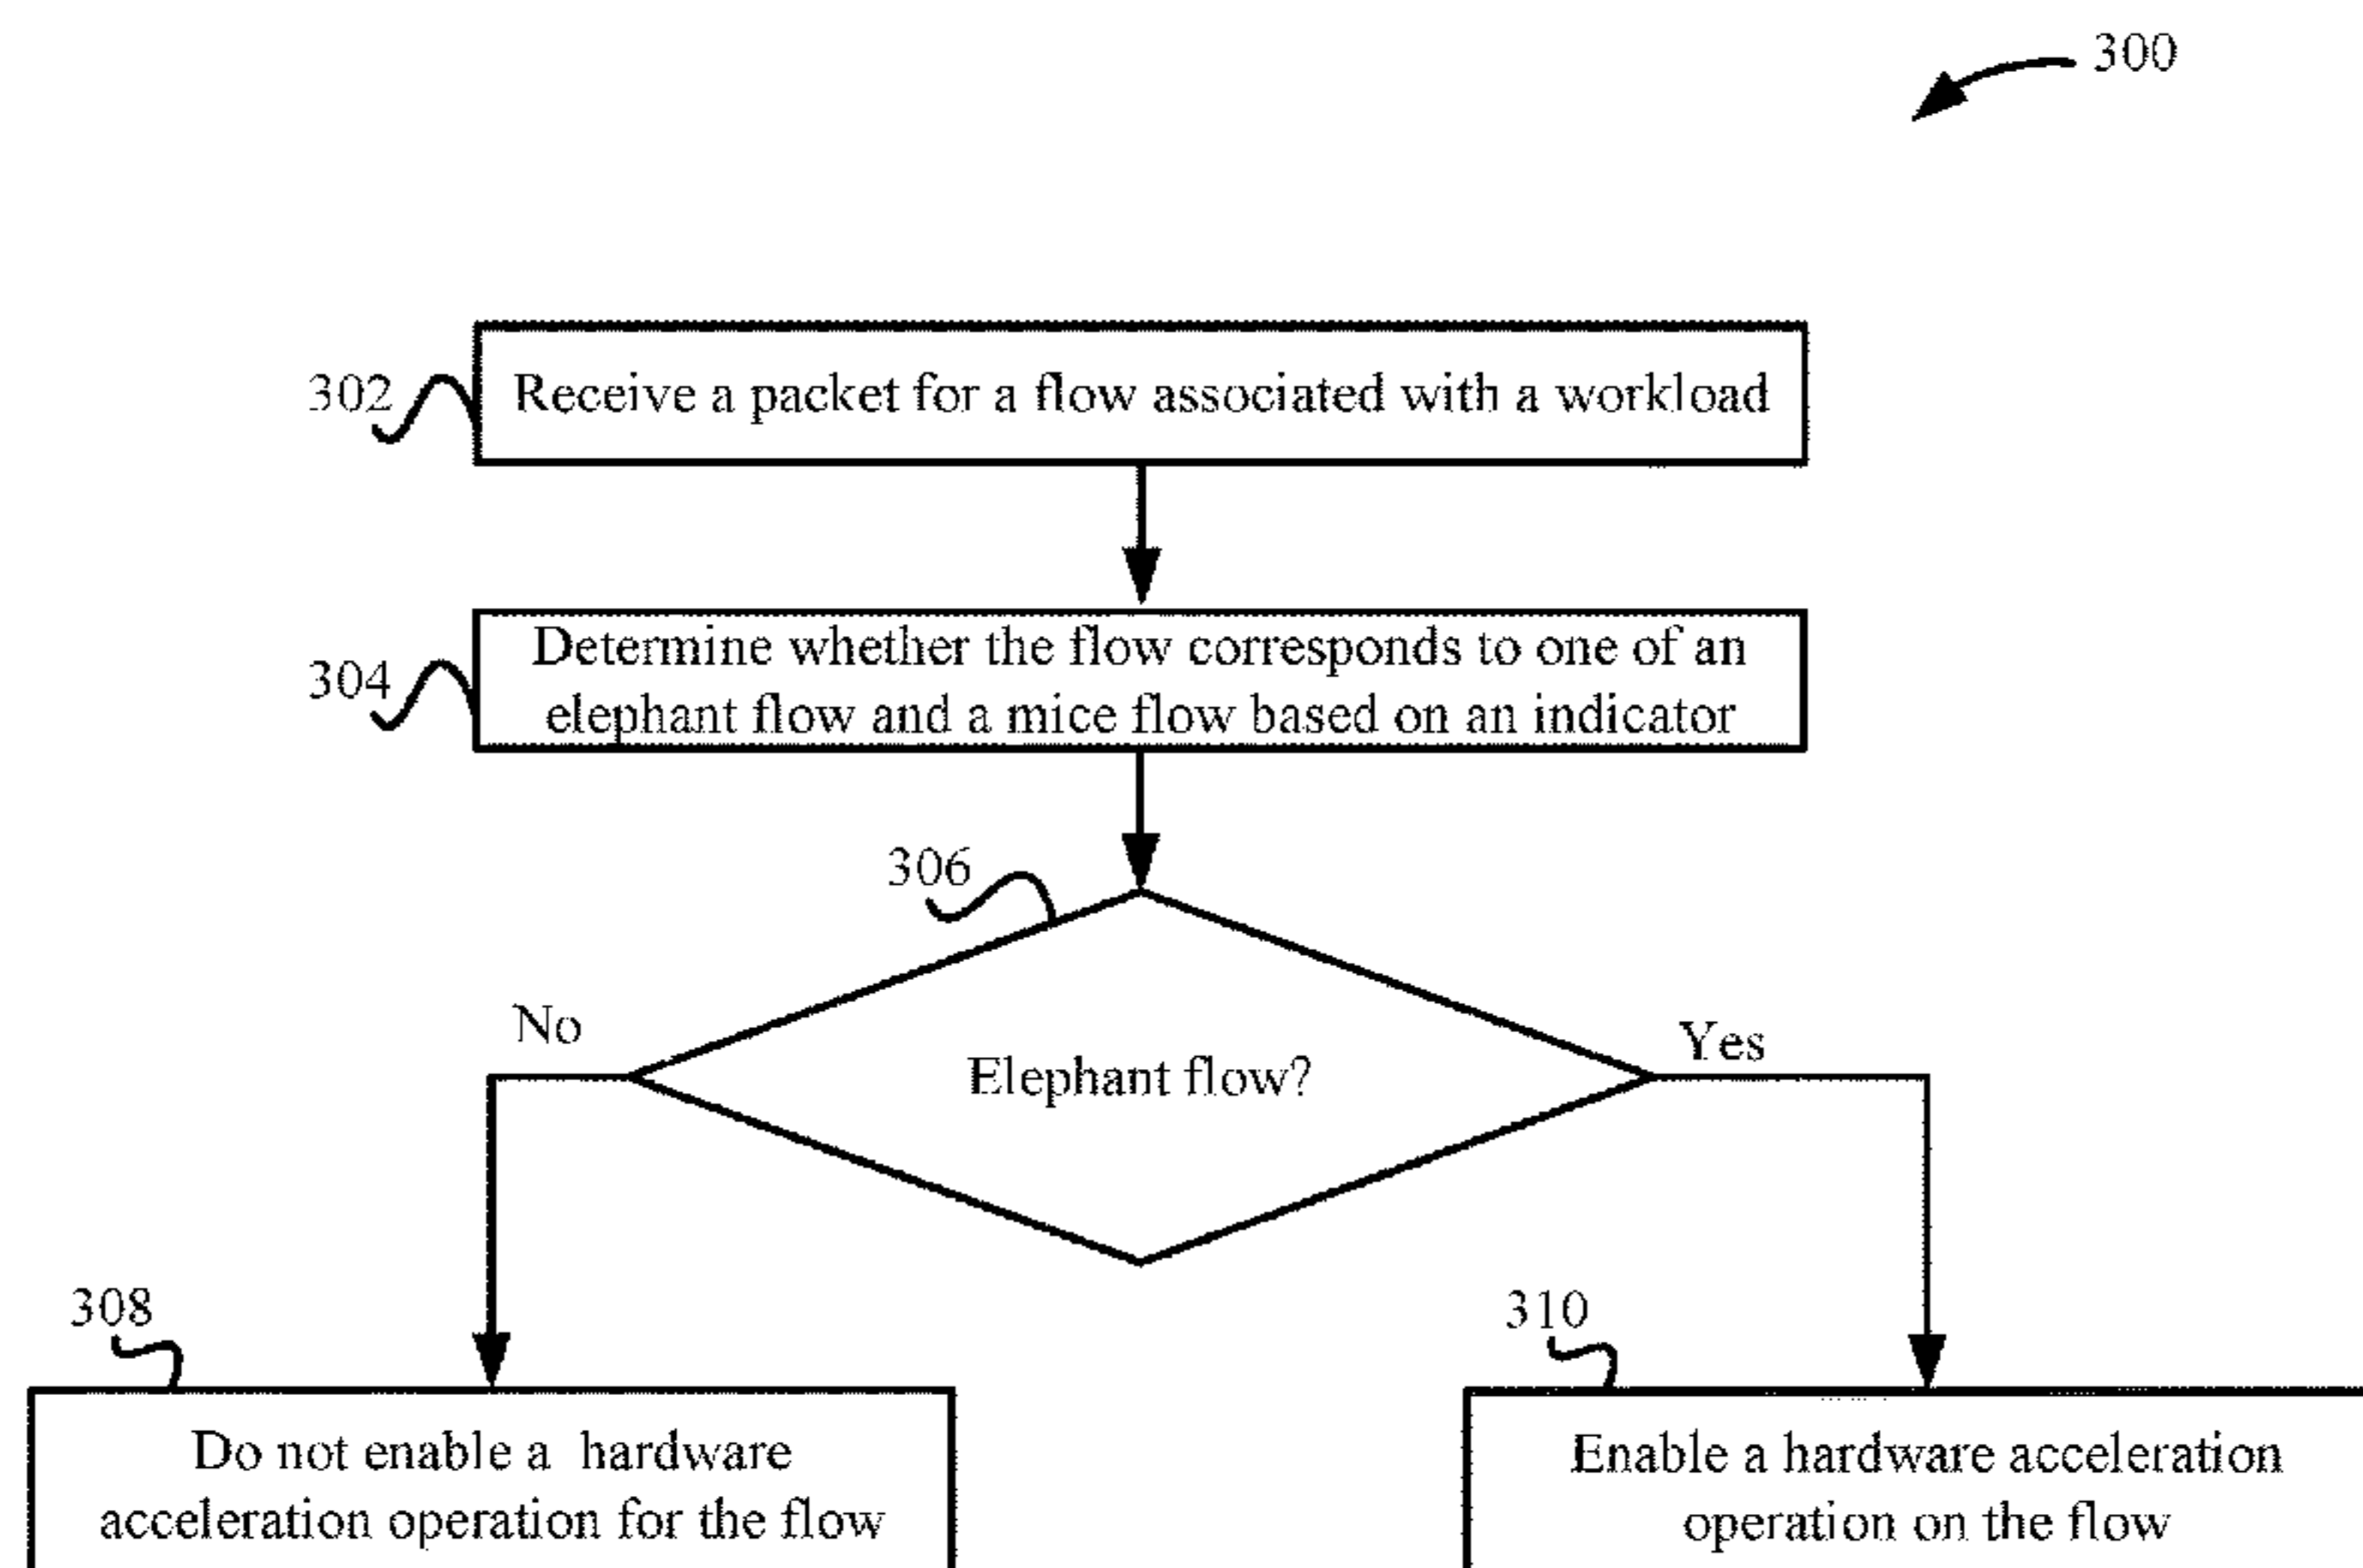 300
302
Receive a packet for a flow associated with a workload
304
Determine whether the flow corresponds to one of an
elephant flow and a mice flow based on an indicator
306
No
Elephant flow?
Yes
308
310
Do not enable a hardware
acceleration operation for the flow
Enable a hardware acceleration
operation on the flow